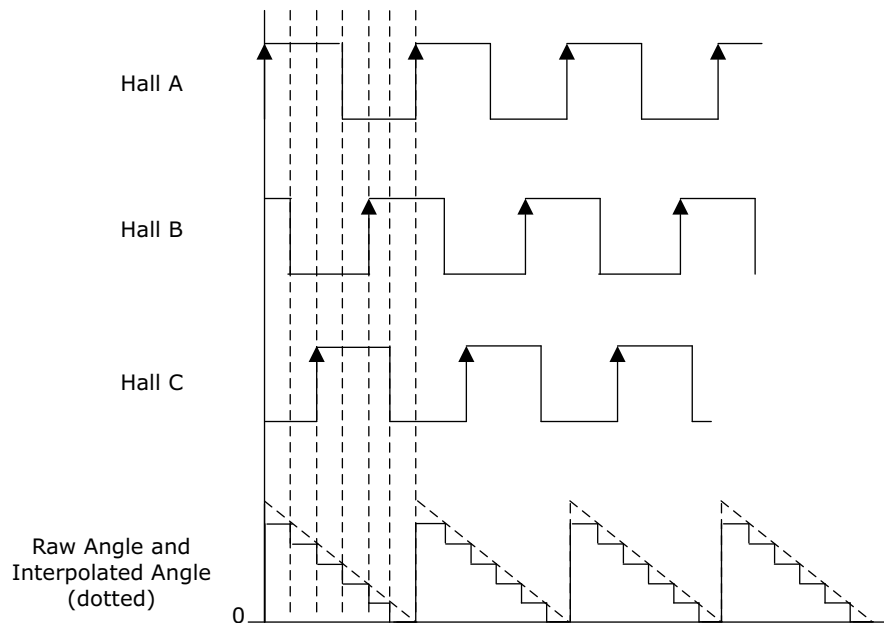 Hall A
Hall B
Hall C
Raw Angle and
Interpolated Angle
(dotted)
0